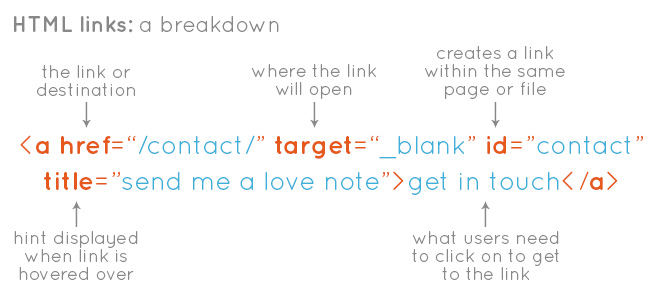 HTML links: a breakdown
the link or
destination
where the link
will open
creates a link
within the same
page or file
<a href=“/contact/” target=“_blank” id=”contact”
title=”send me a love note”>get in touch</a>
hint displayed
when link is
hovered over
what users need
to click on to get
to the link